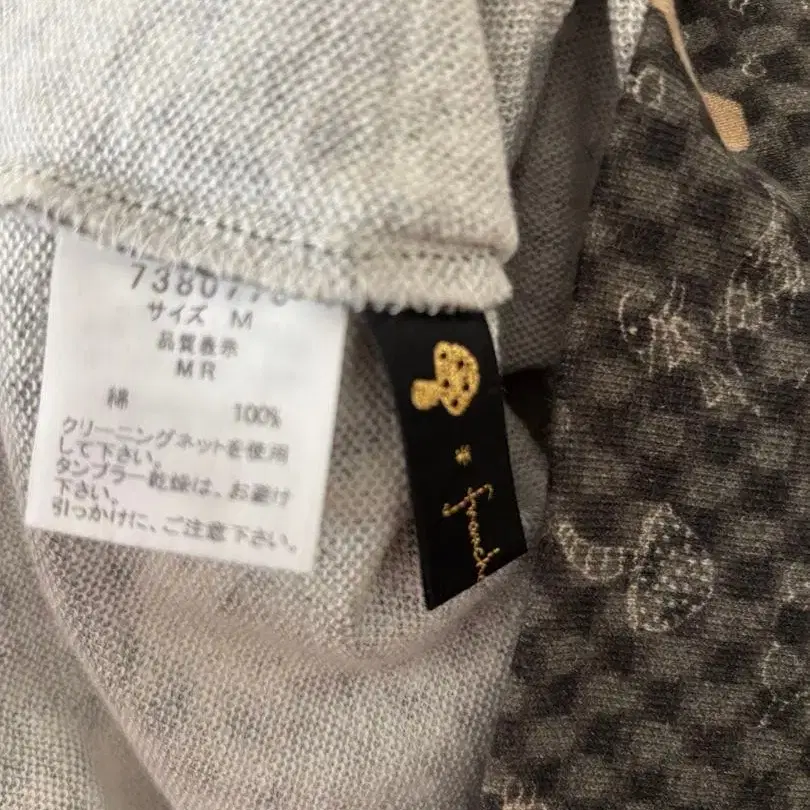 サイズ M
品質表示
MR
綿 100%
クリーニングネットを使用
して下さい。
タンブラー乾燥は、お避け
下さい。
引っかけに、ご注意下さい。